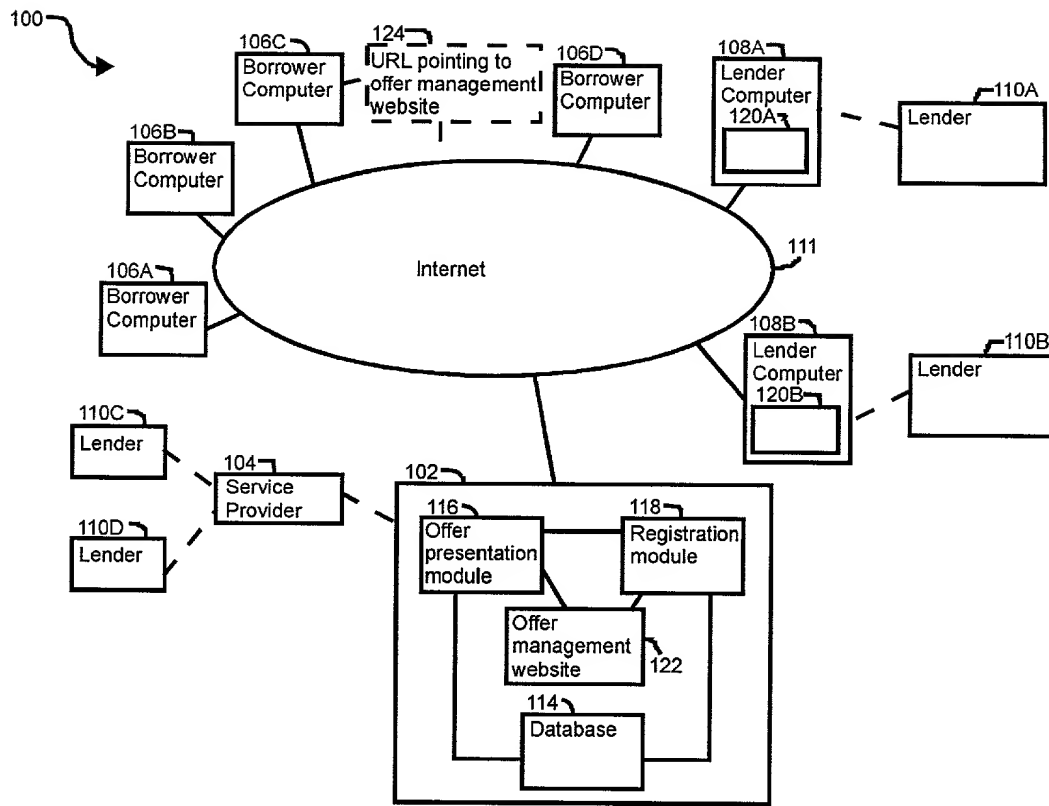 100
124
106C
URL pointing to
offer management
website
Borrower
Computer
106D
Borrower
Computer
108A
Lender
Computer
120A
110A
Lender
106B
Borrower
Computer
106A
Borrower
Computer
Internet
111
108B
Lender
Computer
120B
110B
Lender
110C
Lender
104
Service
Provider
110D
Lender
102
116
Offer
presentation
module
118
Registration
module
Offer
management
website
122
114
Database